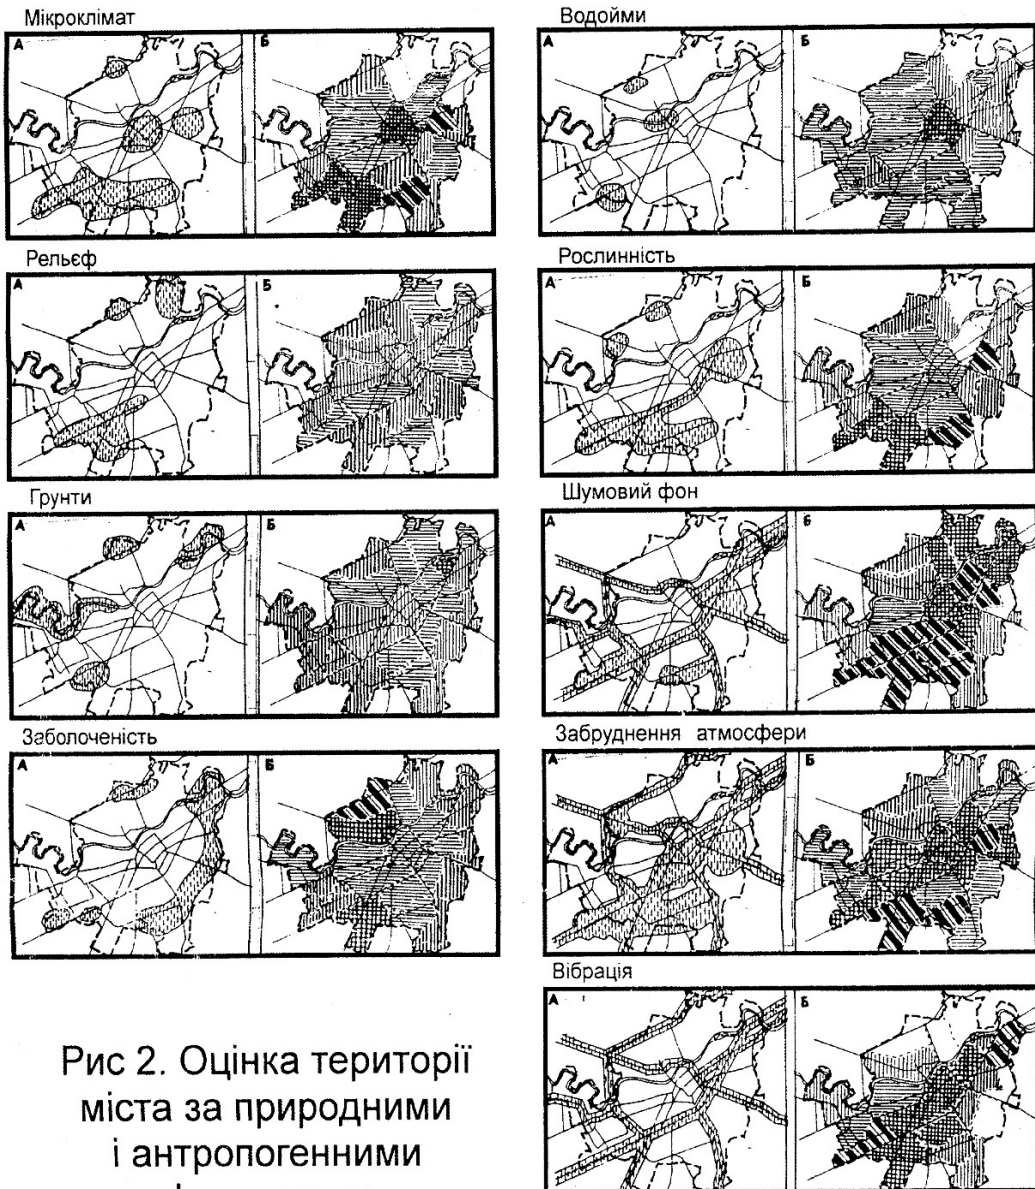 Мікроклімат
А
Б
Водойми
А
Б
Рельєф
А
Б
Рослинність
А
Б
Грунти
А
Б
Шумовий фон
А
Б
Заболоченість
А
Б
Забруднення атмосфери
А
Б
Вібрація
А
Б
Рис 2. Оцінка території
міста за природними
і антропогенними